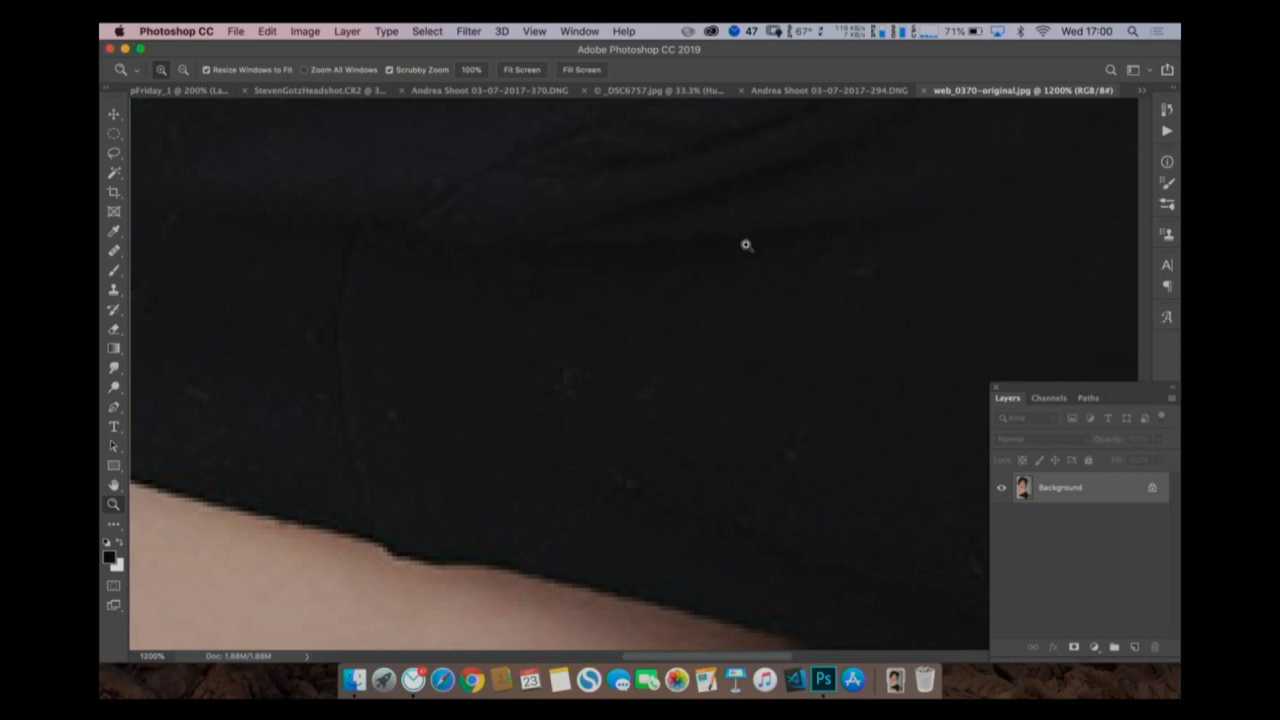 Photoshop CC File Edit Image Layer Type Select Filter 3D View Window Help 47 67° 71% Wed 17:00
Adobe Photoshop CC 2019
Resize Windows to Fit Zoom All Windows Scrubby Zoom 100% Fit Screen Fill Screen
pFriday_1 @ 200% (La... StevenGotzHeadshot.CR2 @ 3... Andrea Shoot 03-07-2017-370.DNG © _DSC6757.jpg @ 33.3% (Hu... Andrea Shoot 03-07-2017-294.DNG web_0370-original.jpg @ 1200% (RGB/8#)
Layers Channels Paths
Kind
Normal Opacity: 100%
Lock: Fill: 100%
Background
1200% Doc: 1.88M/1.88M
23
Ps